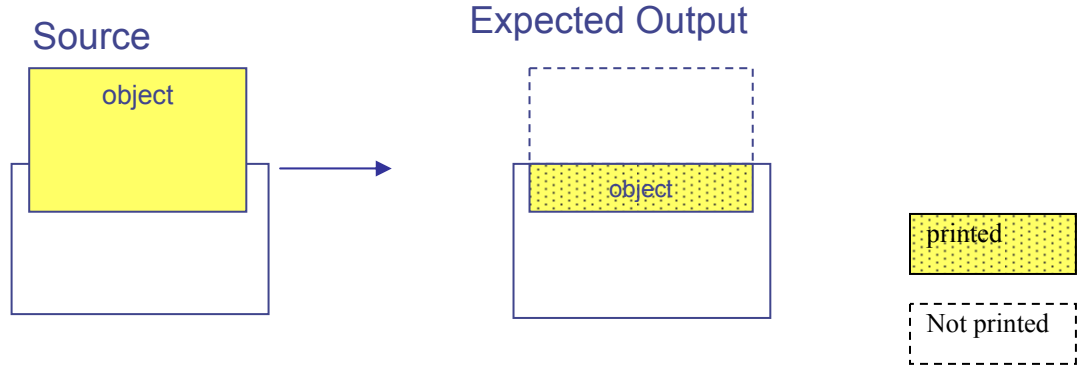 Source
Expected Output
object
object
printed
Not printed